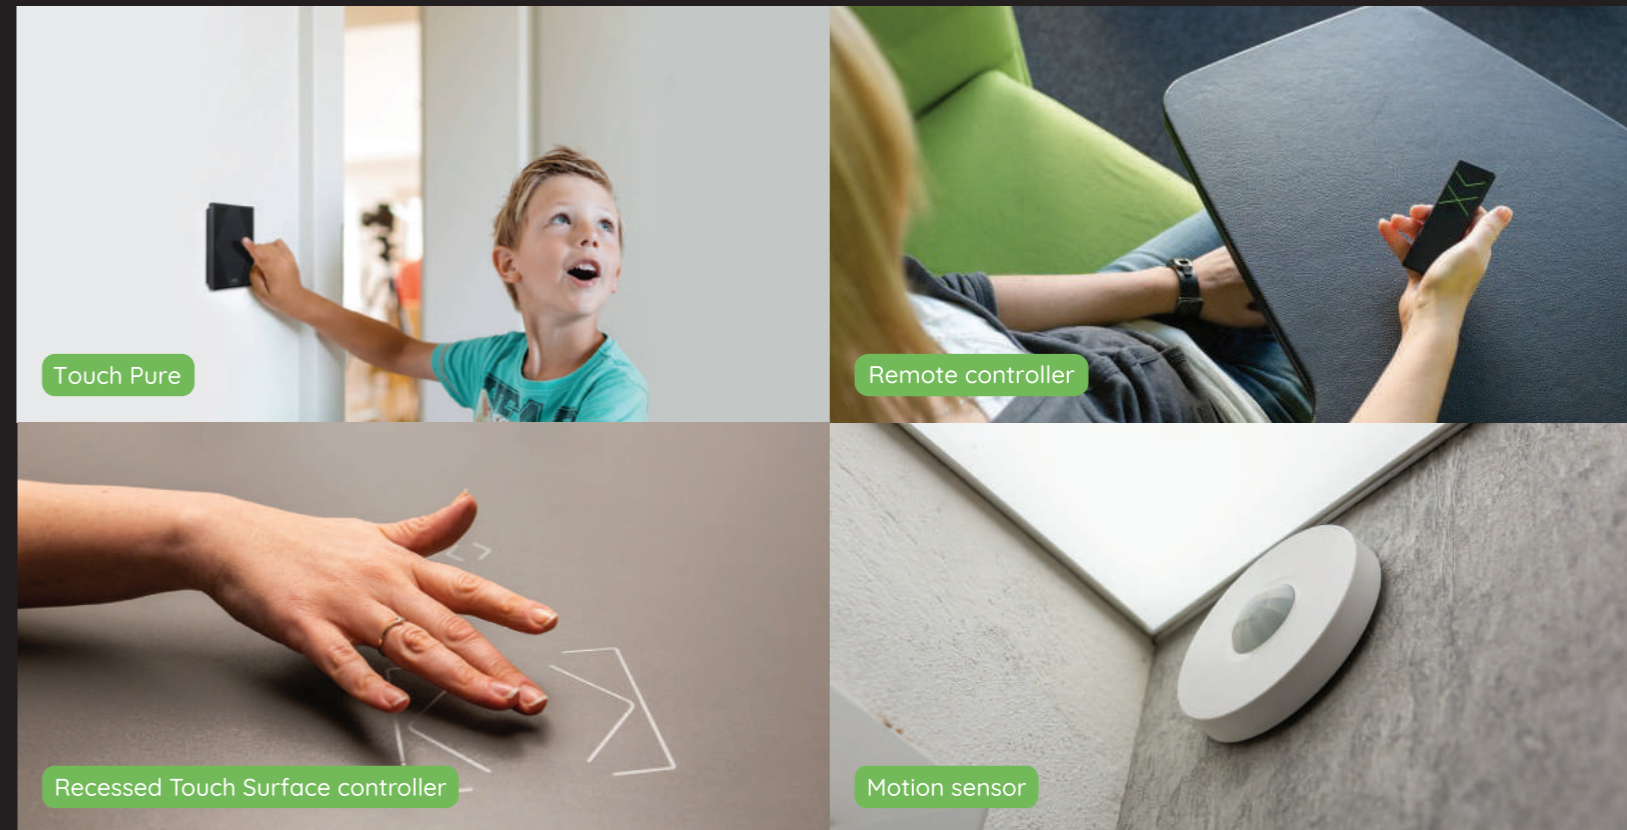 Touch Pure
Remote controller
Recessed Touch Surface controller
Motion sensor